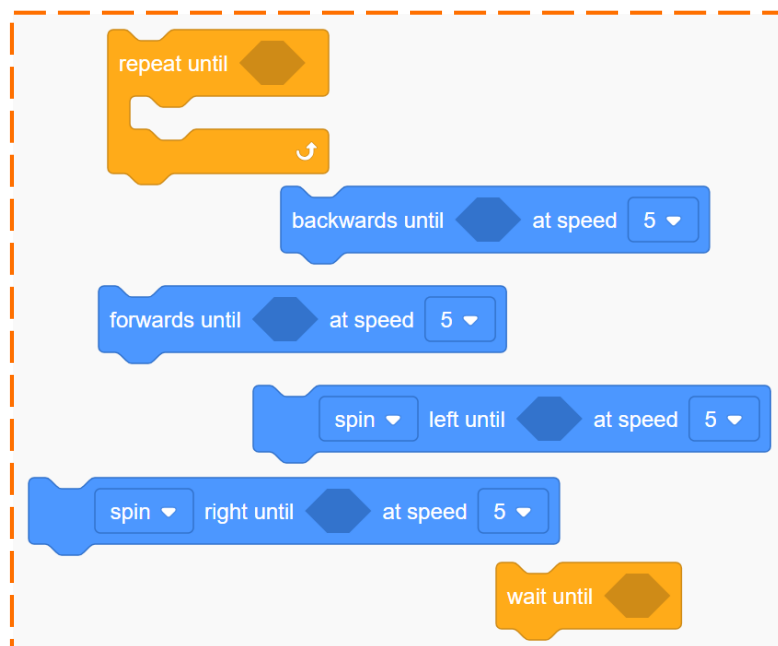 repeat until
backwards until at speed 5
forwards until at speed 5
spin left until at speed 5
spin right until at speed 5
wait until